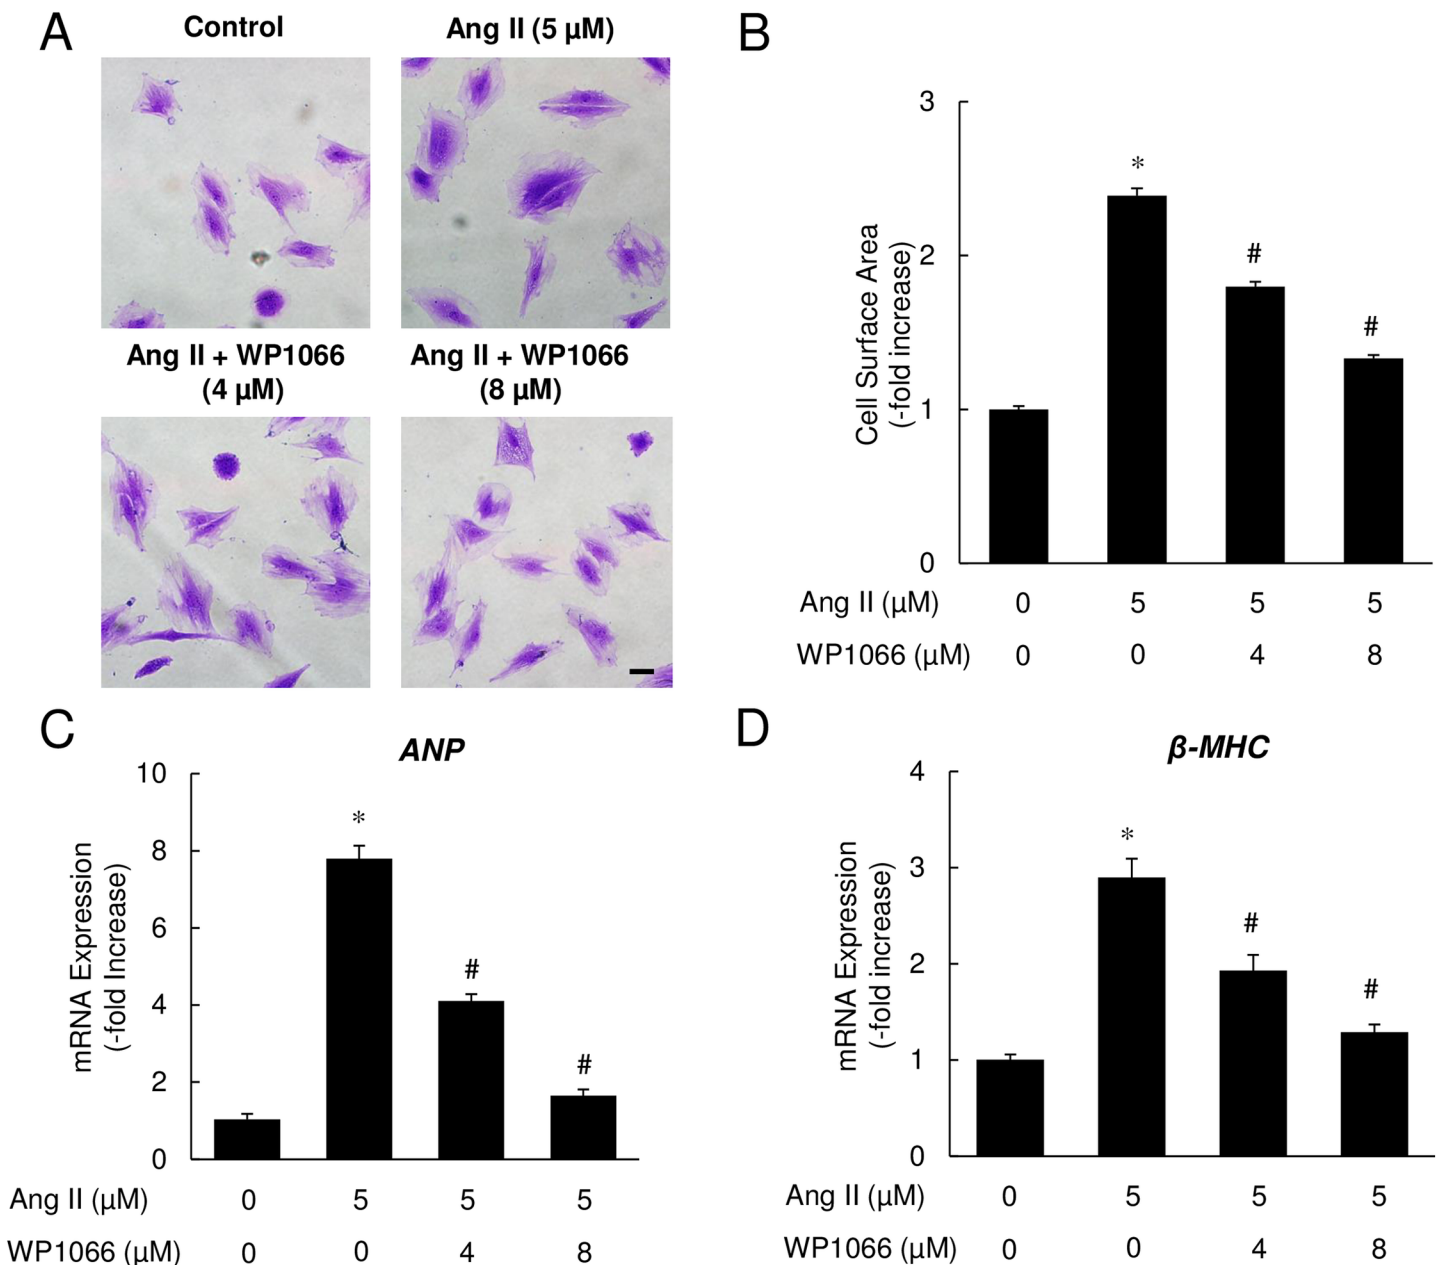 A
Control
Ang II (5 µM)
Ang II + WP1066
(4 µM)
Ang II + WP1066
(8 µM)
B
Cell Surface Area
(-fold increase)
3
2
1
0
*
#
#
Ang II (µM) 0 5 5 5
WP1066 (µM) 0 0 4 8
C
ANP
mRNA Expression
(-fold Increase)
10
8
6
4
2
0
*
#
#
Ang II (µM) 0 5 5 5
WP1066 (µM) 0 0 4 8
D
β-MHC
mRNA Expression
(-fold increase)
4
3
2
1
0
*
#
#
Ang II (µM) 0 5 5 5
WP1066 (µM) 0 0 4 8